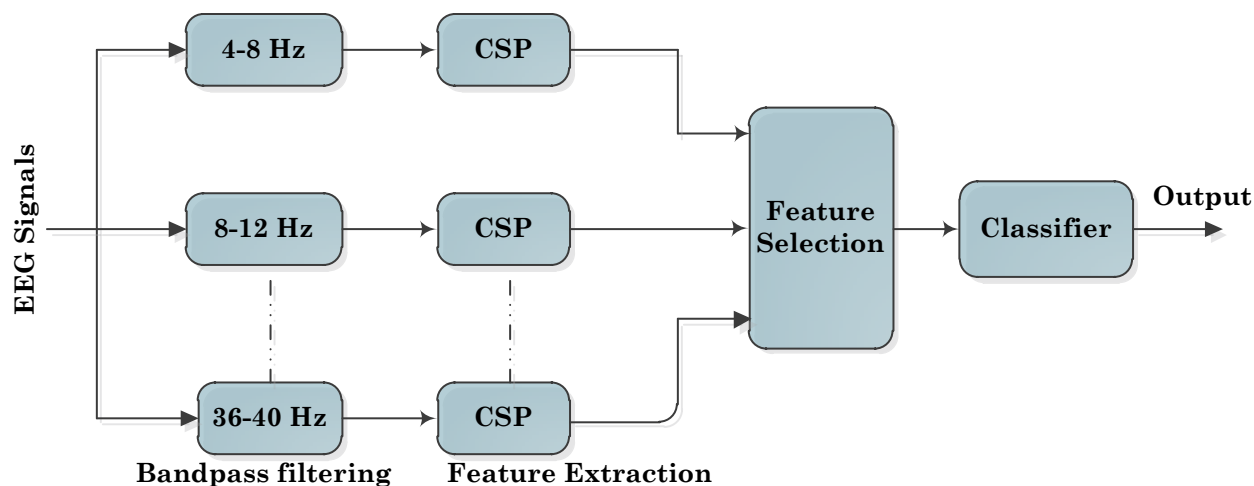 EEG Signals
4-8 Hz
CSP
8-12 Hz
CSP
36-40 Hz
CSP
Bandpass filtering
Feature Extraction
Feature
Selection
Classifier
Output